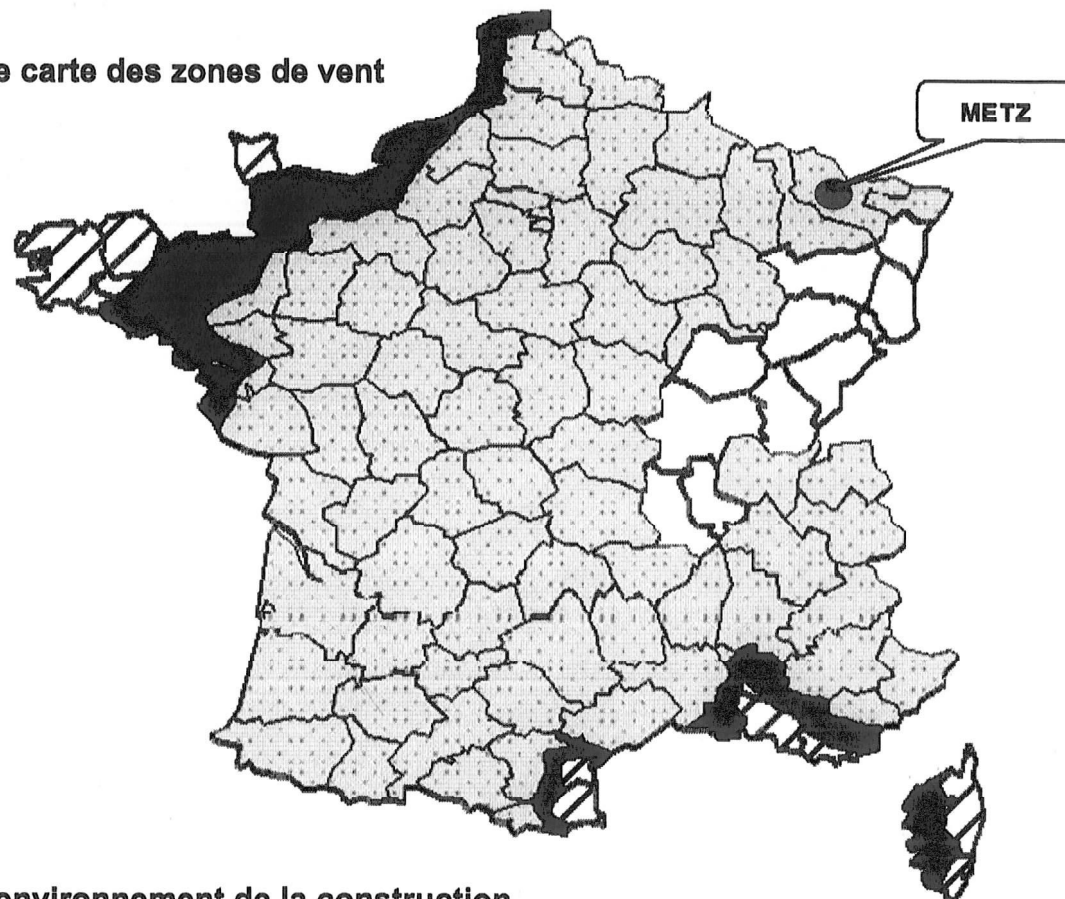 e carte des zones de vent
METZ
environnement de la construction